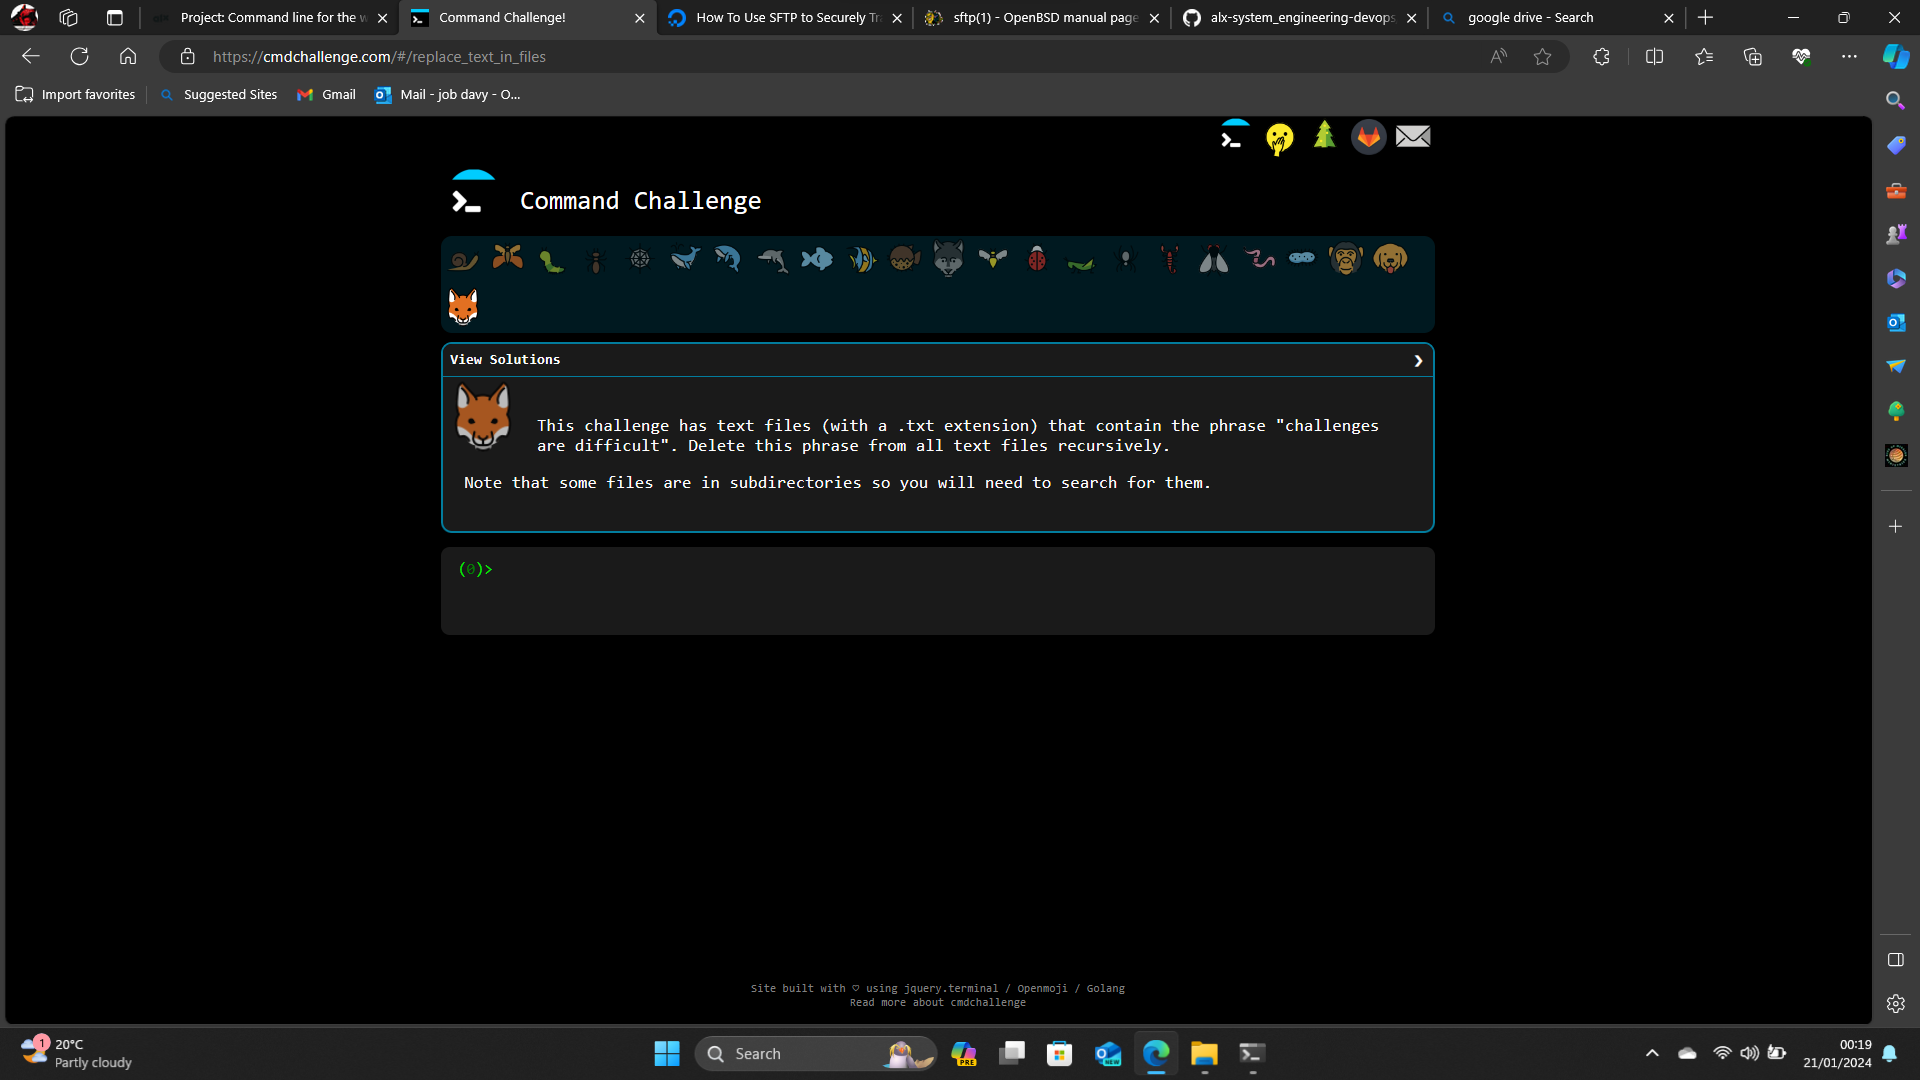 Project: Command line for the w
Command Challenge!
How To Use SFTP to Securely Tr
sftp(1) - OpenBSD manual page
alx-system_engineering-devops
google drive - Search
https://cmdchallenge.com/#/replace_text_in_files
Import favorites
Suggested Sites
Gmail
Mail - job davy - O...
Command Challenge
View Solutions
This challenge has text files (with a .txt extension) that contain the phrase "challenges
are difficult". Delete this phrase from all text files recursively.
Note that some files are in subdirectories so you will need to search for them.
(0)>
Site built with ♡ using jquery.terminal / Openmoji / Golang
Read more about cmdchallenge
1
20°C
Partly cloudy
Search
PRE
NEW
00:19
21/01/2024